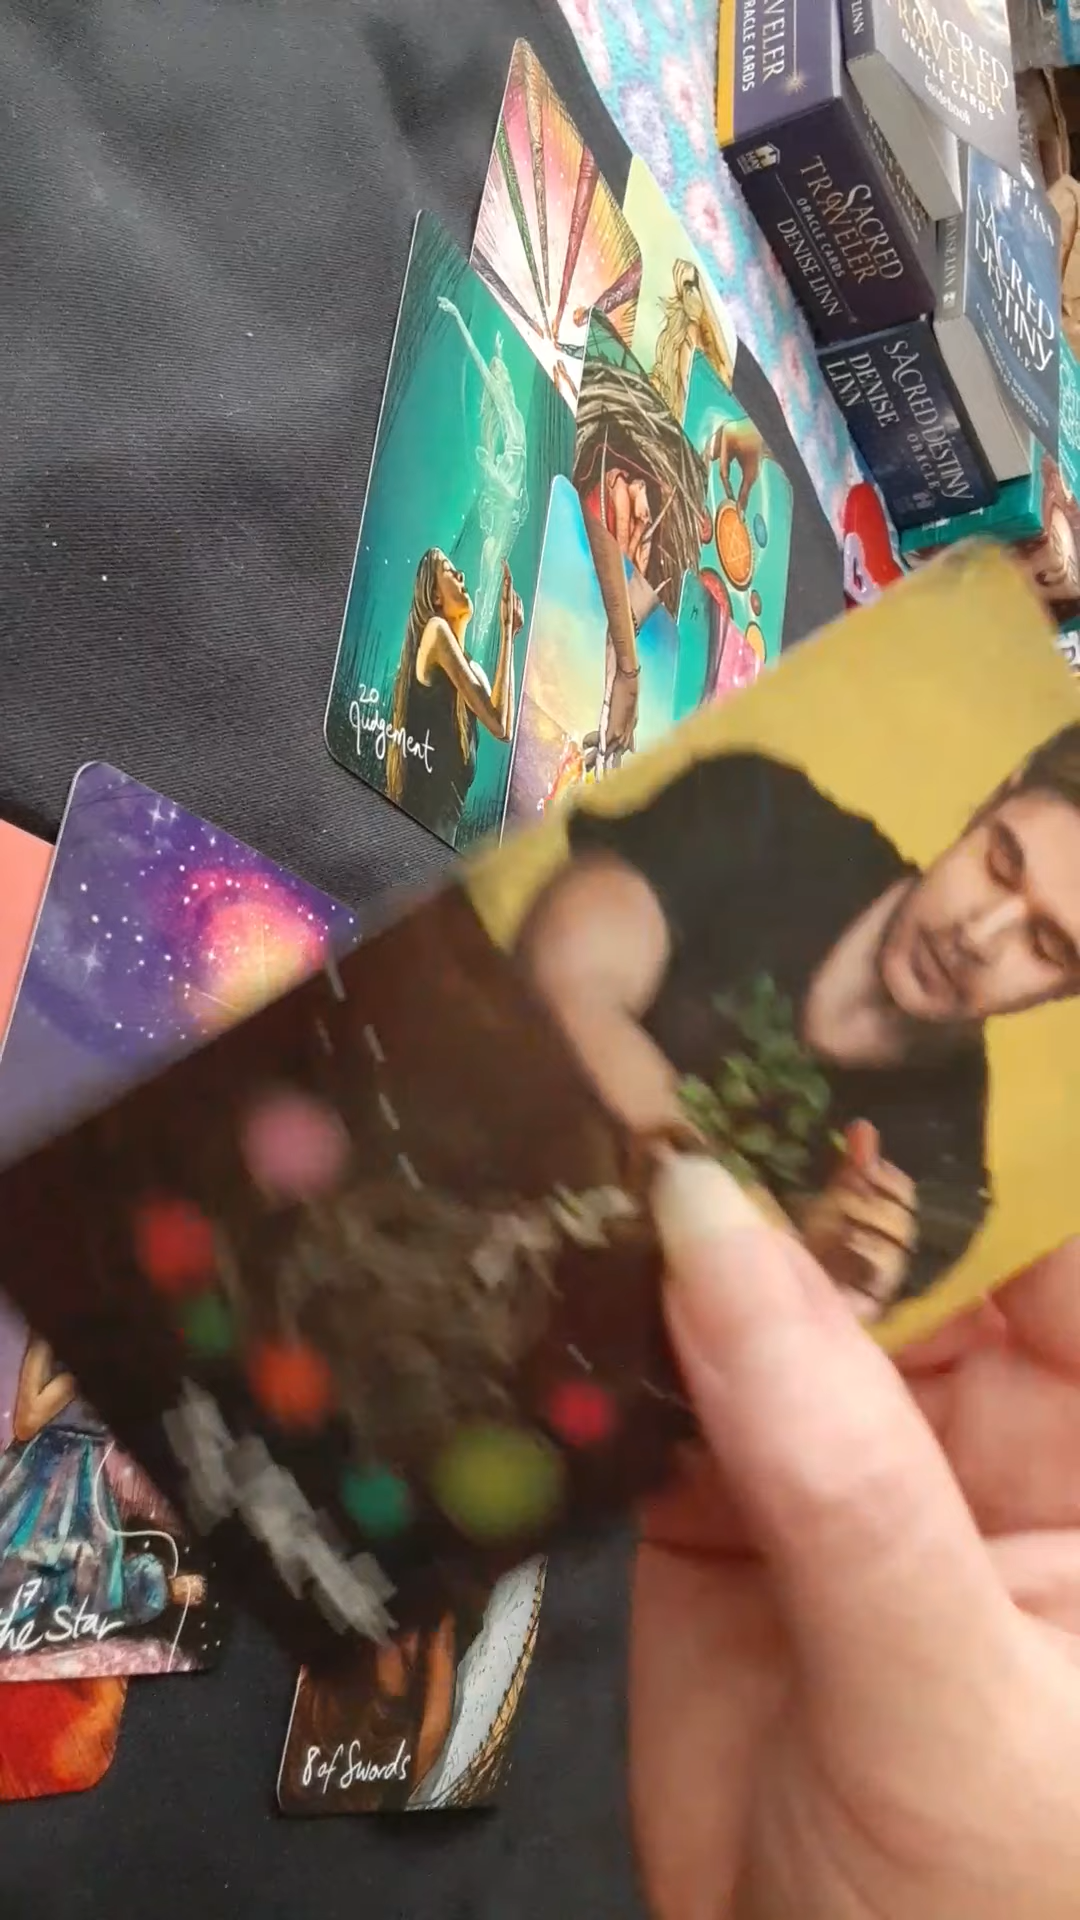 VELER
ORACLE CARDS
SACRED
TRAVELER
ORACLE CARDS
Guidebook
LINN
SACRED
TRAVELER
ORACLE CARDS
DENISE LINN
SACRED
DESTINY
SACRED DESTINY
ORACLE
DENISE
LINN
20
Judgement
17.
the Star
8 of Swords